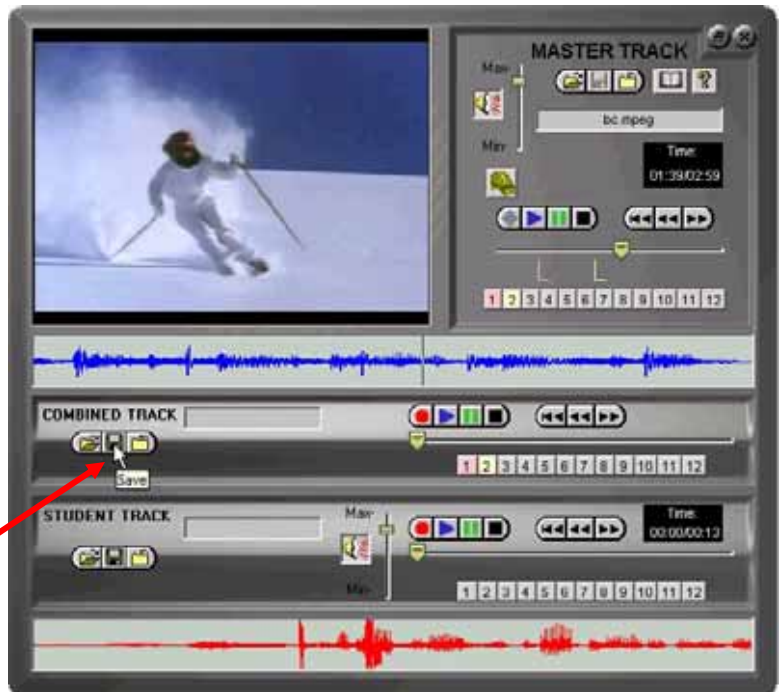 MASTER TRACK
Max
bc.mpeg
Min
Time:
01:39/02:59
1 2 3 4 5 6 7 8 9 10 11 12
COMBINED TRACK
1 2 3 4 5 6 7 8 9 10 11 12
Save
STUDENT TRACK
Max
Time:
00:00/00:13
Min
1 2 3 4 5 6 7 8 9 10 11 12